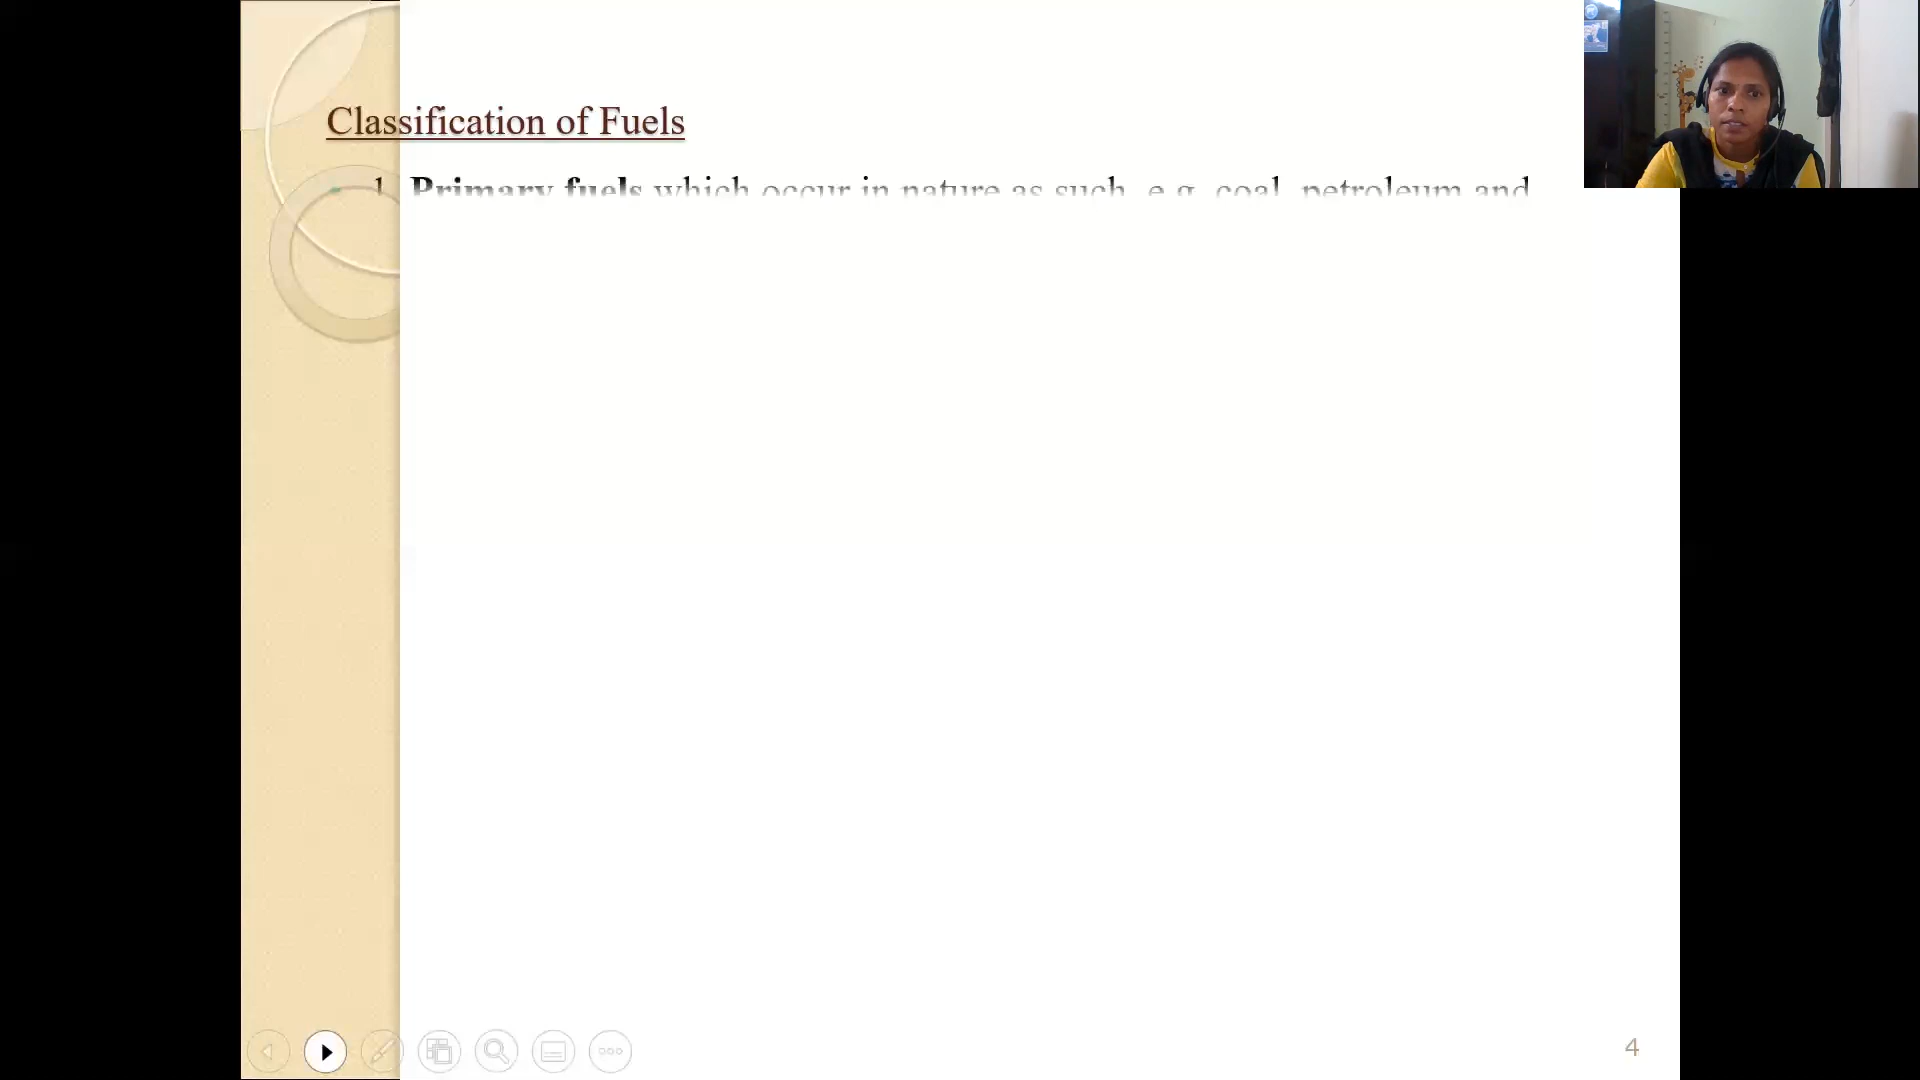 Classification of Fuels
1. Primary fuels which occur in nature as such, e.g. coal, petroleum and
4